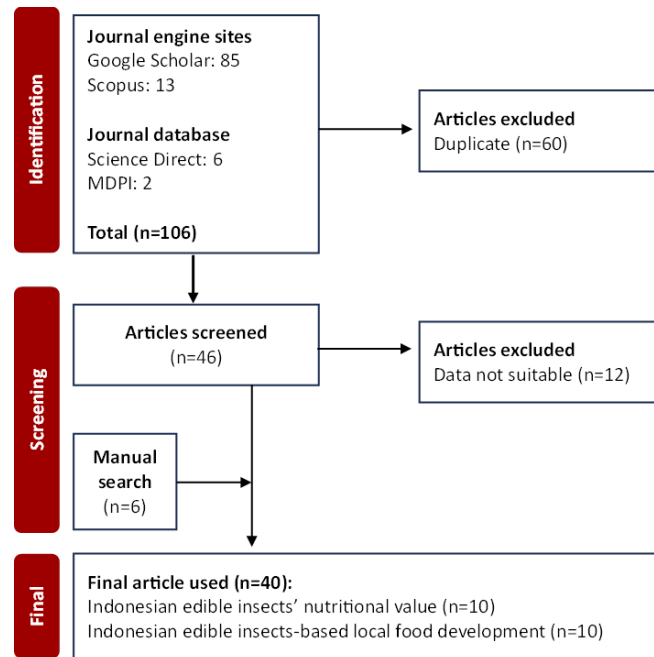 Identification
Journal engine sites
Google Scholar: 85
Scopus: 13
Journal database
Science Direct: 6
MDPI: 2
Total (n=106)
Articles excluded
Duplicate (n=60)
Screening
Articles screened
(n=46)
Articles excluded
Data not suitable (n=12)
Manual
search
(n=6)
Final
Final article used (n=40):
Indonesian edible insects’ nutritional value (n=10)
Indonesian edible insects-based local food development (n=10)